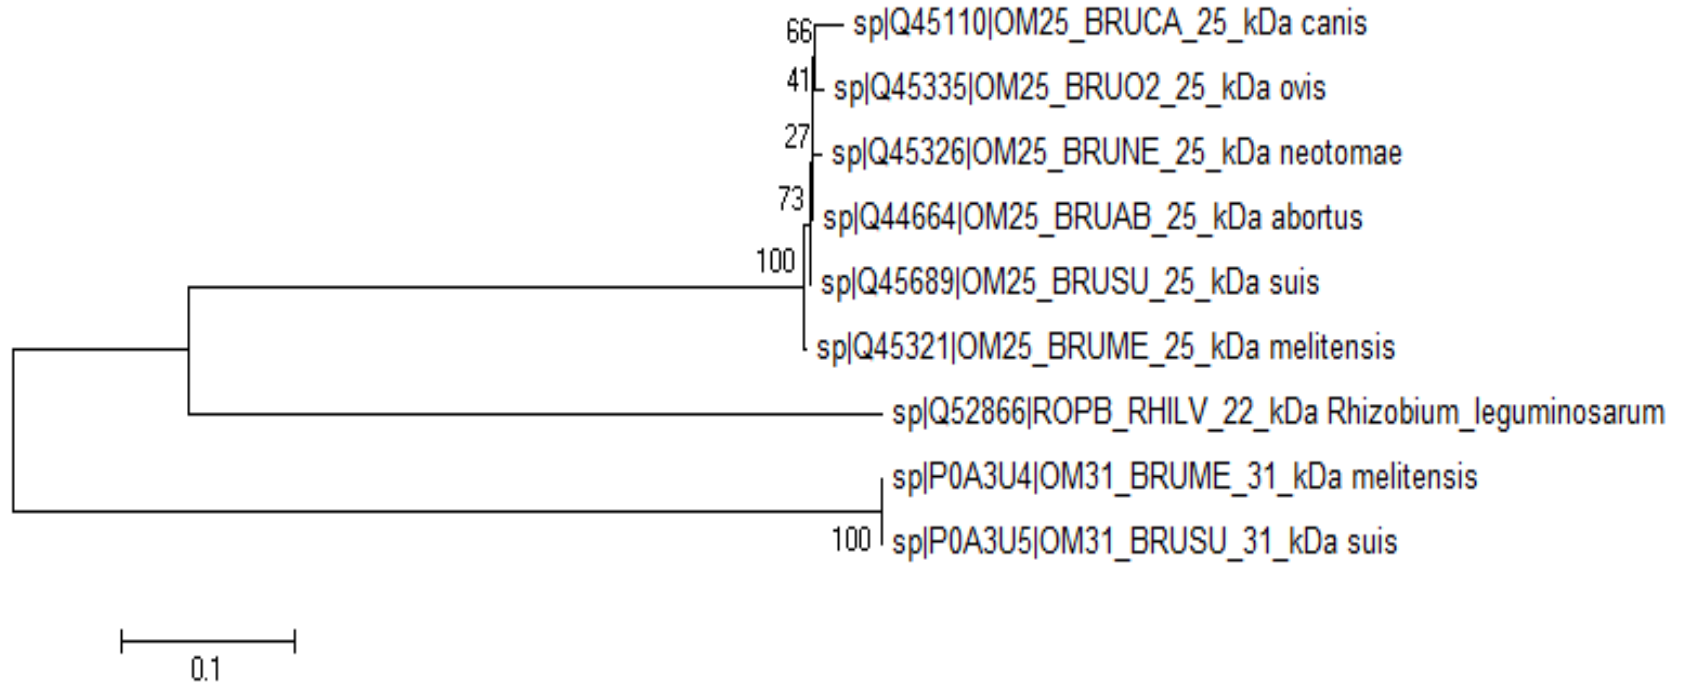 66
sp|Q45110|OM25_BRUCA_25_kDa canis
41
sp|Q45335|OM25_BRUO2_25_kDa ovis
27
sp|Q45326|OM25_BRUNE_25_kDa neotomae
73
sp|Q44664|OM25_BRUAB_25_kDa abortus
100
sp|Q45689|OM25_BRUSU_25_kDa suis
sp|Q45321|OM25_BRUME_25_kDa melitensis
sp|Q52866|ROPB_RHILV_22_kDa Rhizobium_leguminosarum
sp|P0A3U4|OM31_BRUME_31_kDa melitensis
100
sp|P0A3U5|OM31_BRUSU_31_kDa suis
0.1